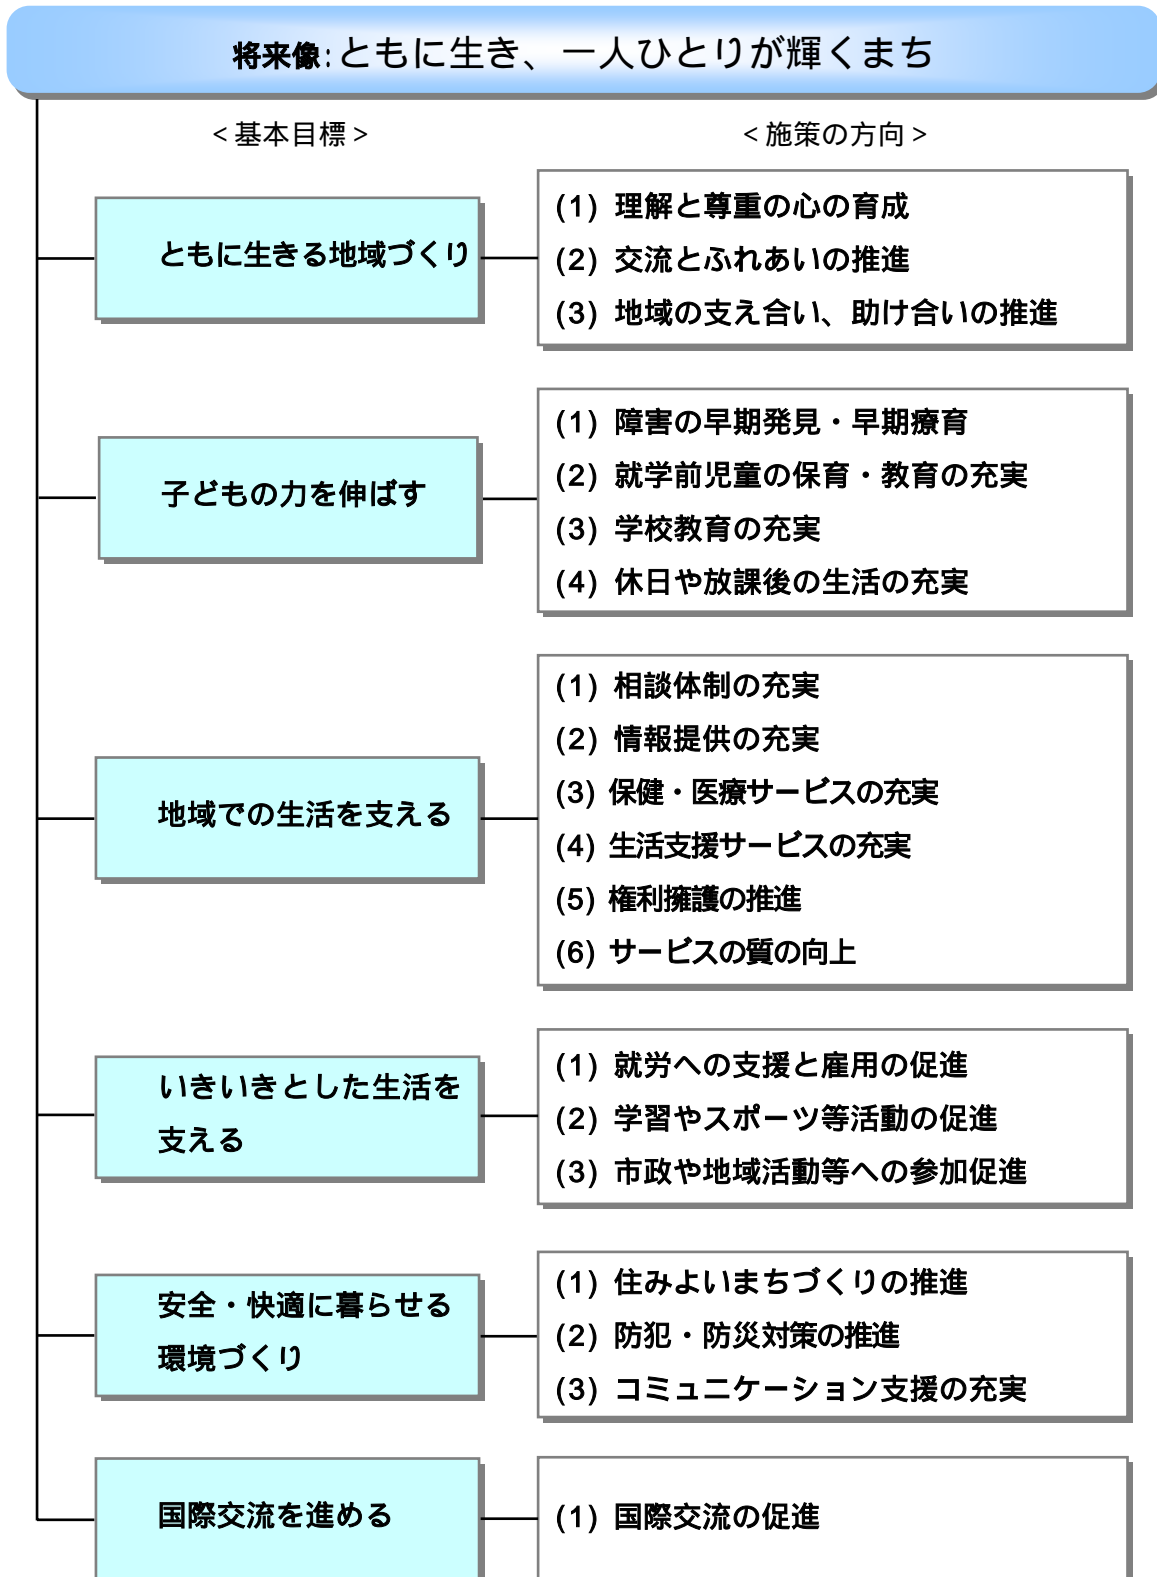 将来像:ともに生き、一人ひとりが輝くまち
<基本目標>
<施策の方向>
ともに生きる地域づくり
(1) 理解と尊重の心の育成
(2) 交流とふれあいの推進
(3) 地域の支え合い、助け合いの推進
子どもの力を伸ばす
(1) 障害の早期発見・早期療育
(2) 就学前児童の保育・教育の充実
(3) 学校教育の充実
(4) 休日や放課後の生活の充実
地域での生活を支える
(1) 相談体制の充実
(2) 情報提供の充実
(3) 保健・医療サービスの充実
(4) 生活支援サービスの充実
(5) 権利擁護の推進
(6) サービスの質の向上
いきいきとした生活を
支える
(1) 就労への支援と雇用の促進
(2) 学習やスポーツ等活動の促進
(3) 市政や地域活動等への参加促進
安全・快適に暮らせる
環境づくり
(1) 住みよいまちづくりの推進
(2) 防犯・防災対策の推進
(3) コミュニケーション支援の充実
国際交流を進める
(1) 国際交流の促進